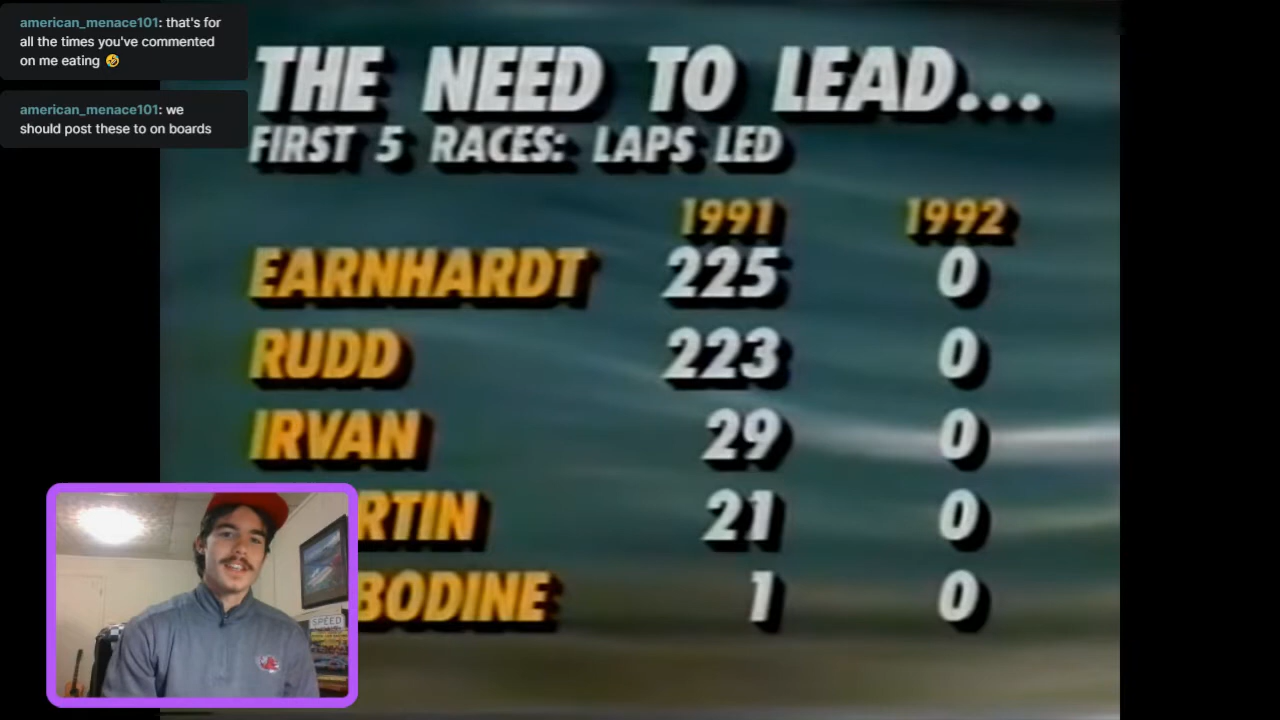 american_menace101: that's for
all the times you've commented
on me eating 🤣
american_menace101: we
should post these to on boards
THE NEED TO LEAD...
FIRST 5 RACES: LAPS LED
1991 1992
EARNHARDT 225 0
RUDD 223 0
IRVAN 29 0
RTIN 21 0
BODINE 1 0
SPEED